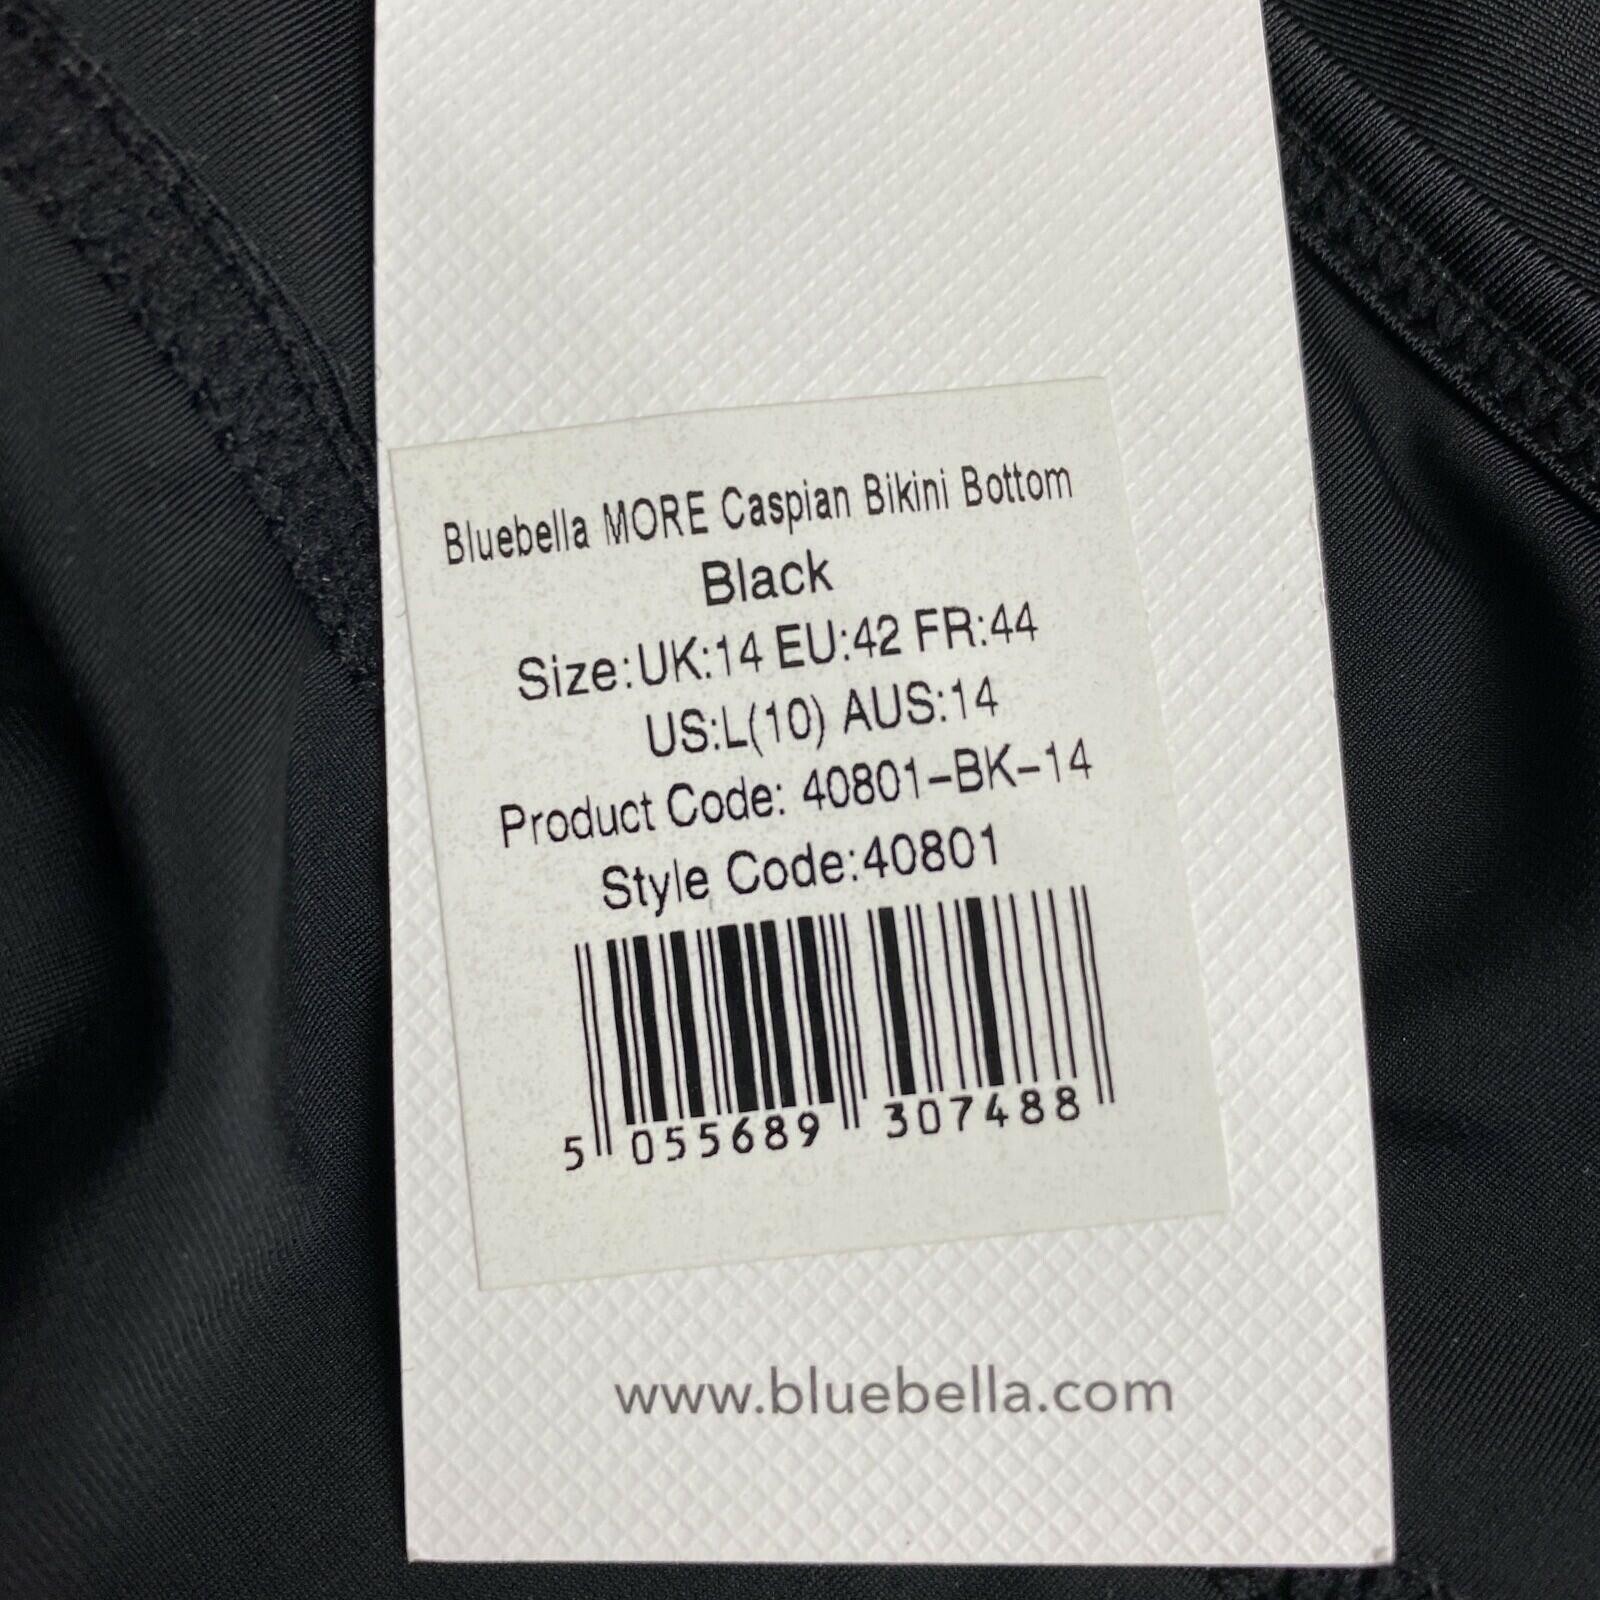 Bluebella MORE Caspian Bikini Bottom
Black
Size:UK:14 EU:42 FR:44
US:L(10) AUS:14
Product Code: 40801-BK-14
Style Code:40801
5 055689 307488
www.bluebella.com